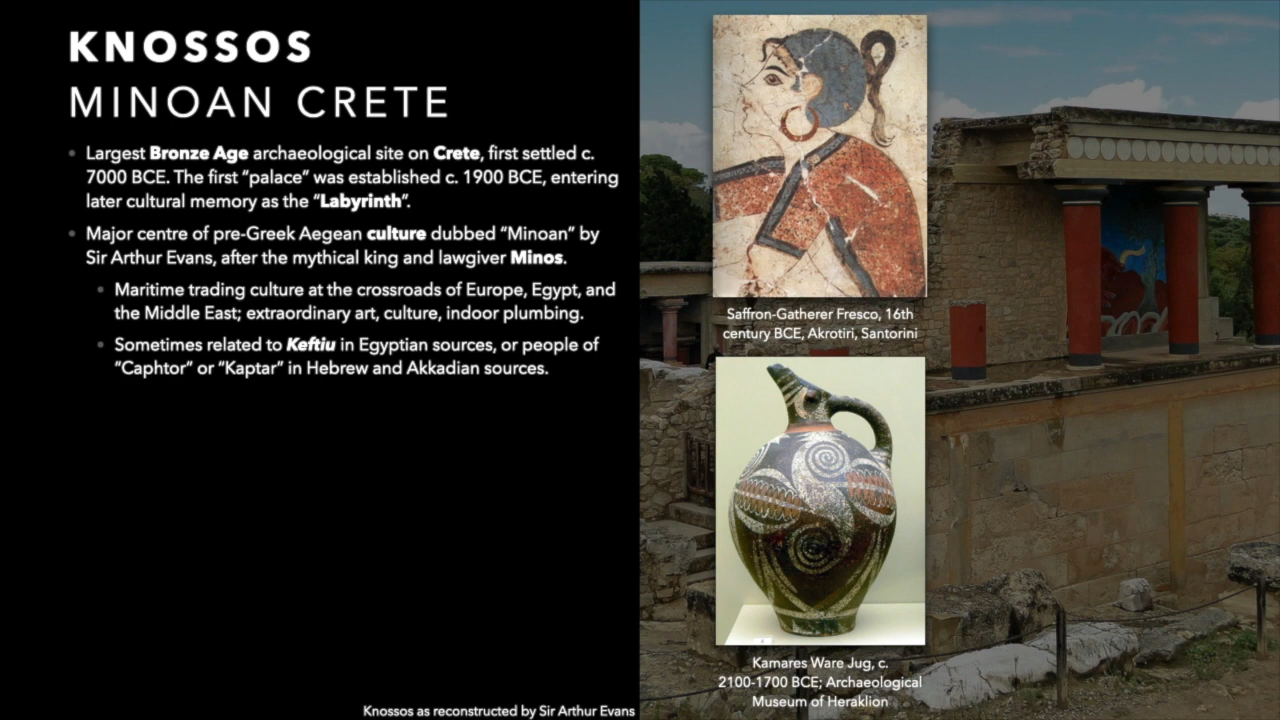 KNOSSOS
MINOAN CRETE
Largest Bronze Age archaeological site on Crete, first settled c.
7000 BCE. The first “palace” was established c. 1900 BCE, entering
later cultural memory as the “Labyrinth”.
Major centre of pre-Greek Aegean culture dubbed “Minoan” by
Sir Arthur Evans, after the mythical king and lawgiver Minos.
Maritime trading culture at the crossroads of Europe, Egypt, and
the Middle East; extraordinary art, culture, indoor plumbing.
Sometimes related to Keftiu in Egyptian sources, or people of
“Caphtor” or “Kaptar” in Hebrew and Akkadian sources.
Saffron-Gatherer Fresco, 16th
century BCE, Akrotiri, Santorini
Kamares Ware Jug, c.
2100-1700 BCE; Archaeological
Museum of Heraklion
Knossos as reconstructed by Sir Arthur Evans